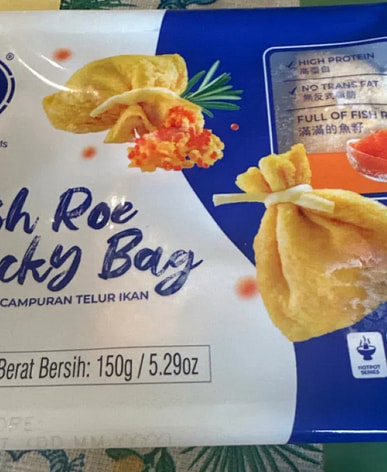 HIGH PROTEIN
高蛋白
NO TRANS FAT
無反式脂肪
FULL OF FISH R
滿滿的魚籽
sh Roe
cky Bag
CAMPURAN TELUR IKAN
Berat Bersih: 150g / 5.29oz
HOTPOT
SERIES